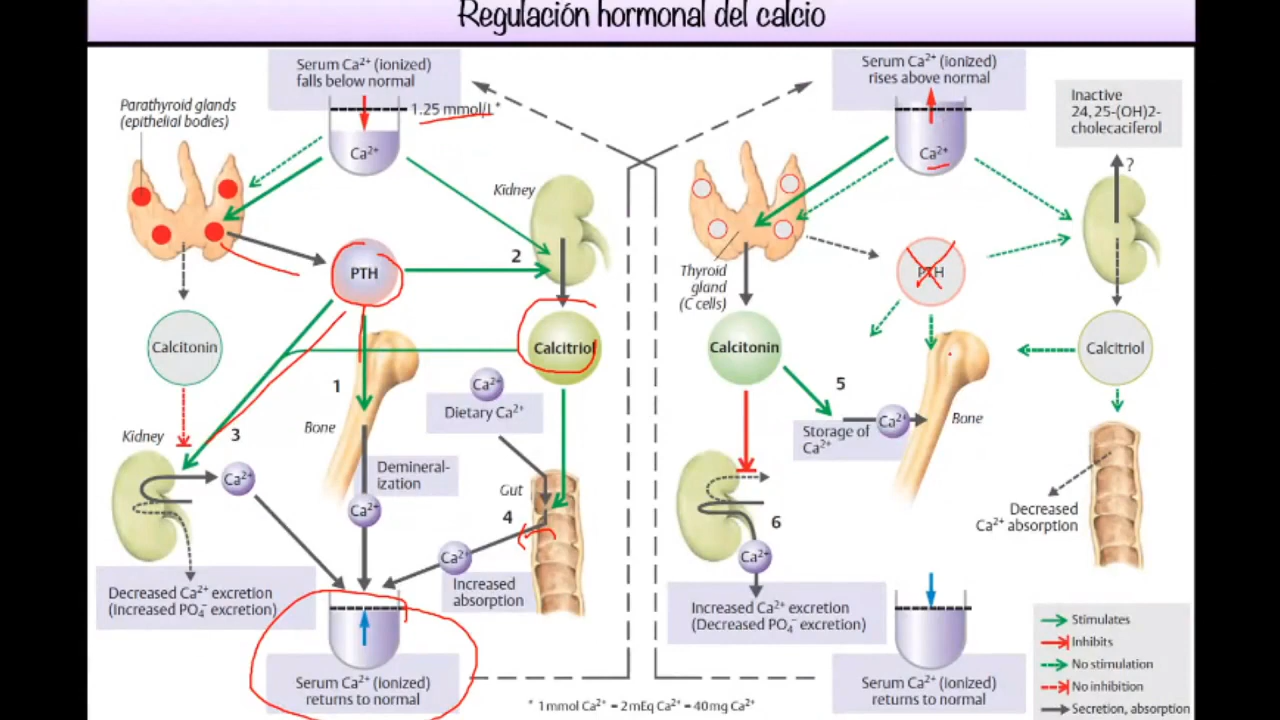 Regulación hormonal del calcio
Serum Ca²⁺ (ionized)
falls below normal
1.25 mmol/L*
Parathyroid glands
(epithelial bodies)
Ca²⁺
Kidney
2
PTH
Calcitonin
Calcitriol
1
Ca²⁺
Dietary Ca²⁺
Bone
Kidney
3
Ca²⁺
Demineral-
ization
Gut
Ca²⁺
4
Ca²⁺
Increased
absorption
Decreased Ca²⁺ excretion
(Increased PO₄⁻ excretion)
Serum Ca²⁺ (ionized)
returns to normal
* 1 mmol Ca²⁺ = 2 mEq Ca²⁺ = 40 mg Ca²⁺
Serum Ca²⁺ (ionized)
rises above normal
Inactive
24,25-(OH)2-
cholecaciferol
Ca²⁺
?
Thyroid
gland
(C cells)
PTH
Calcitonin
Calcitriol
5
Storage of
Ca²⁺
Ca²⁺
Bone
6
Ca²⁺
Decreased
Ca²⁺ absorption
Increased Ca²⁺ excretion
(Decreased PO₄⁻ excretion)
Serum Ca²⁺ (ionized)
returns to normal
Stimulates
Inhibits
No stimulation
No inhibition
Secretion, absorption